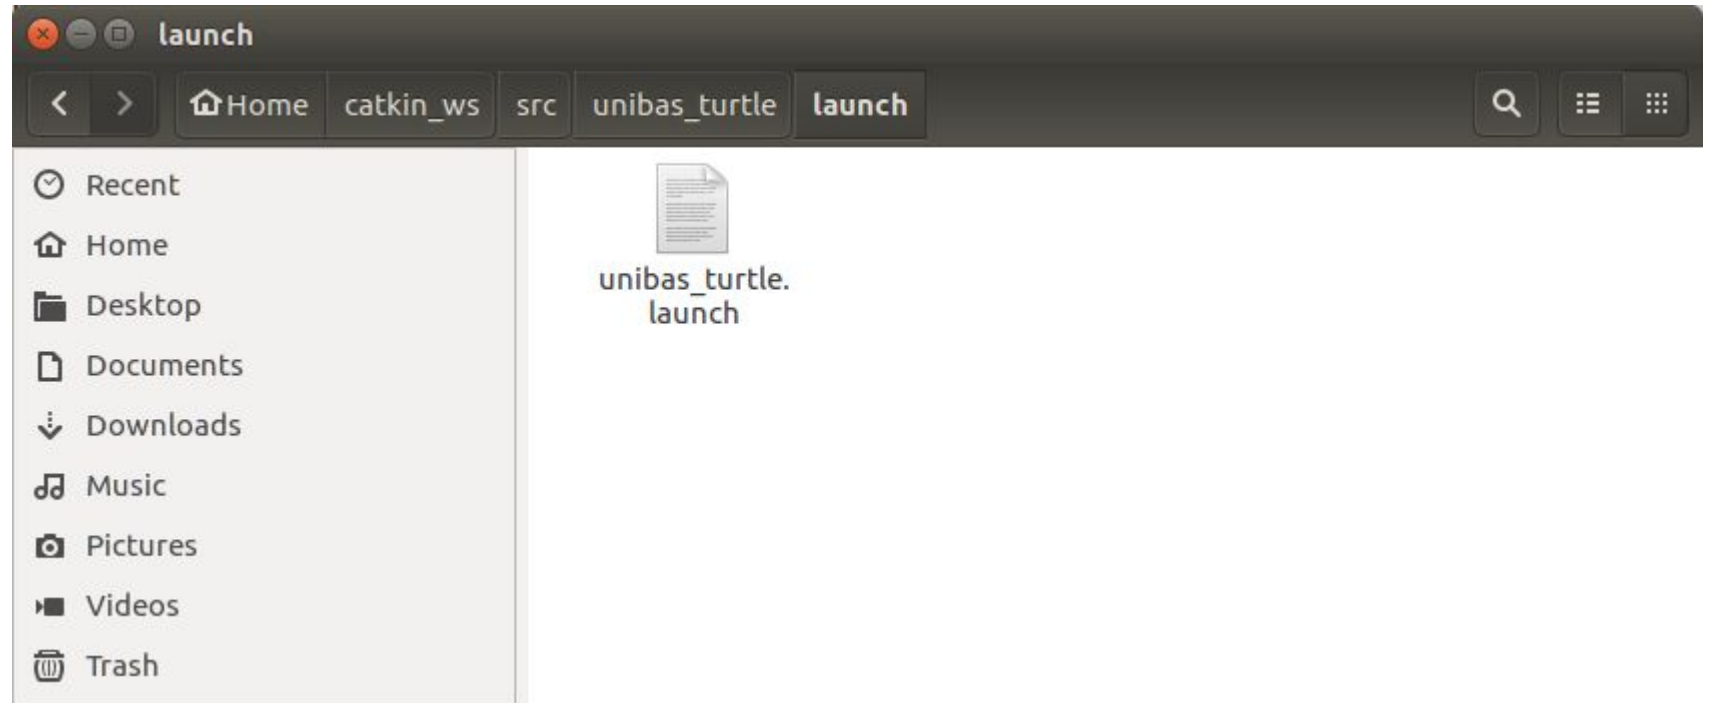 launch
Home catkin_ws src unibas_turtle launch
Recent
Home
Desktop
Documents
Downloads
Music
Pictures
Videos
Trash
unibas_turtle.
launch